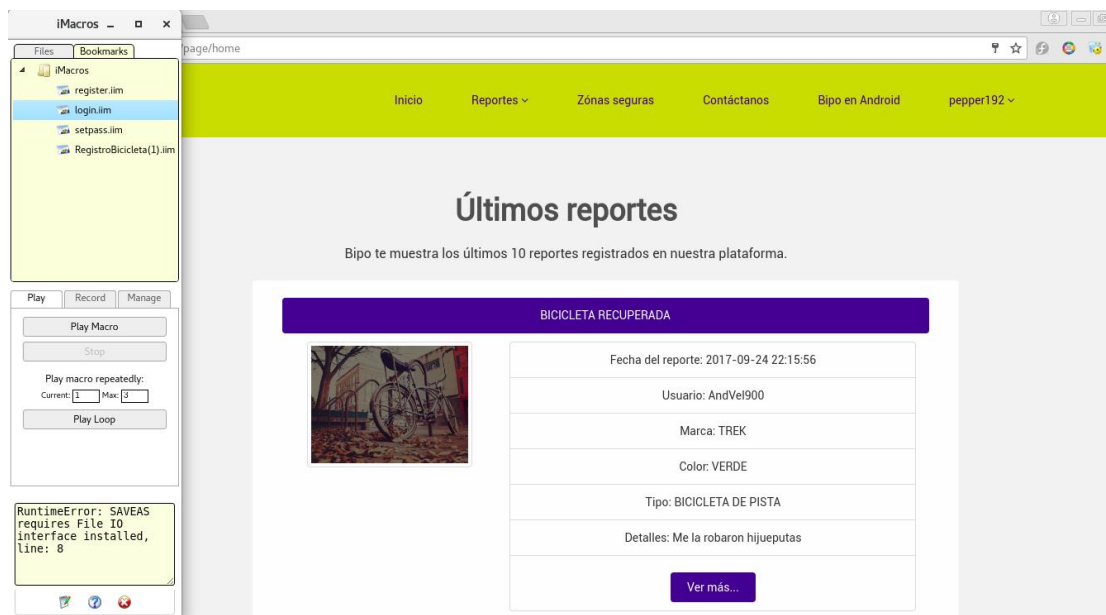 iMacros
Files Bookmarks
iMacros
register.iim
login.iim
setpass.iim
RegistroBicicleta(1).iim
Play Record Manage
Play Macro
Stop
Play macro repeatedly:
Current: 1 Max: 3
Play Loop
RuntimeError: SAVEAS
requires File IO
interface installed,
line: 8
/page/home
Inicio Reportes Zónas seguras Contáctanos Bipo en Android pepper192
Últimos reportes
Bipo te muestra los últimos 10 reportes registrados en nuestra plataforma.
BICICLETA RECUPERADA
Fecha del reporte: 2017-09-24 22:15:56
Usuario: AndVel900
Marca: TREK
Color: VERDE
Tipo: BICICLETA DE PISTA
Detalles: Me la robaron hijueputas
Ver más...